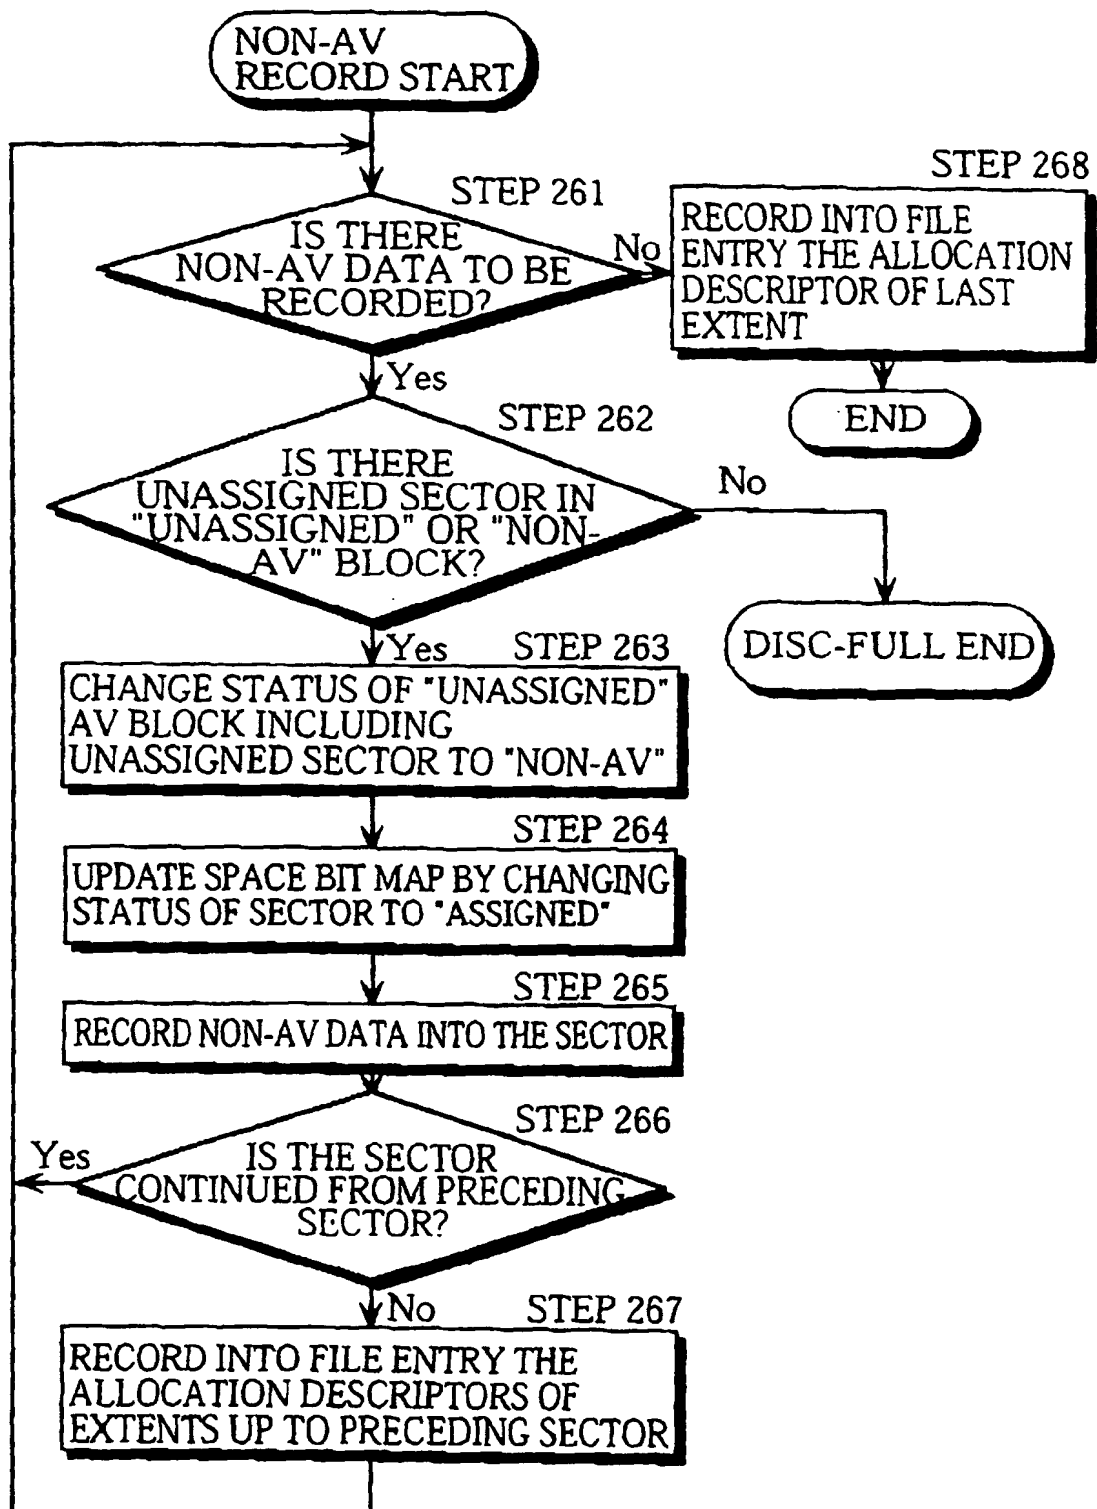 NON-AV
RECORD START
STEP 261
IS THERE
NON-AV DATA TO BE
RECORDED?
No
STEP 268
RECORD INTO FILE
ENTRY THE ALLOCATION
DESCRIPTOR OF LAST
EXTENT
END
Yes
STEP 262
IS THERE
UNASSIGNED SECTOR IN
"UNASSIGNED" OR "NON-
AV" BLOCK?
No
DISC-FULL END
Yes
STEP 263
CHANGE STATUS OF "UNASSIGNED"
AV BLOCK INCLUDING
UNASSIGNED SECTOR TO "NON-AV"
STEP 264
UPDATE SPACE BIT MAP BY CHANGING
STATUS OF SECTOR TO "ASSIGNED"
STEP 265
RECORD NON-AV DATA INTO THE SECTOR
STEP 266
Yes
IS THE SECTOR
CONTINUED FROM PRECEDING
SECTOR?
No
STEP 267
RECORD INTO FILE ENTRY THE
ALLOCATION DESCRIPTORS OF
EXTENTS UP TO PRECEDING SECTOR